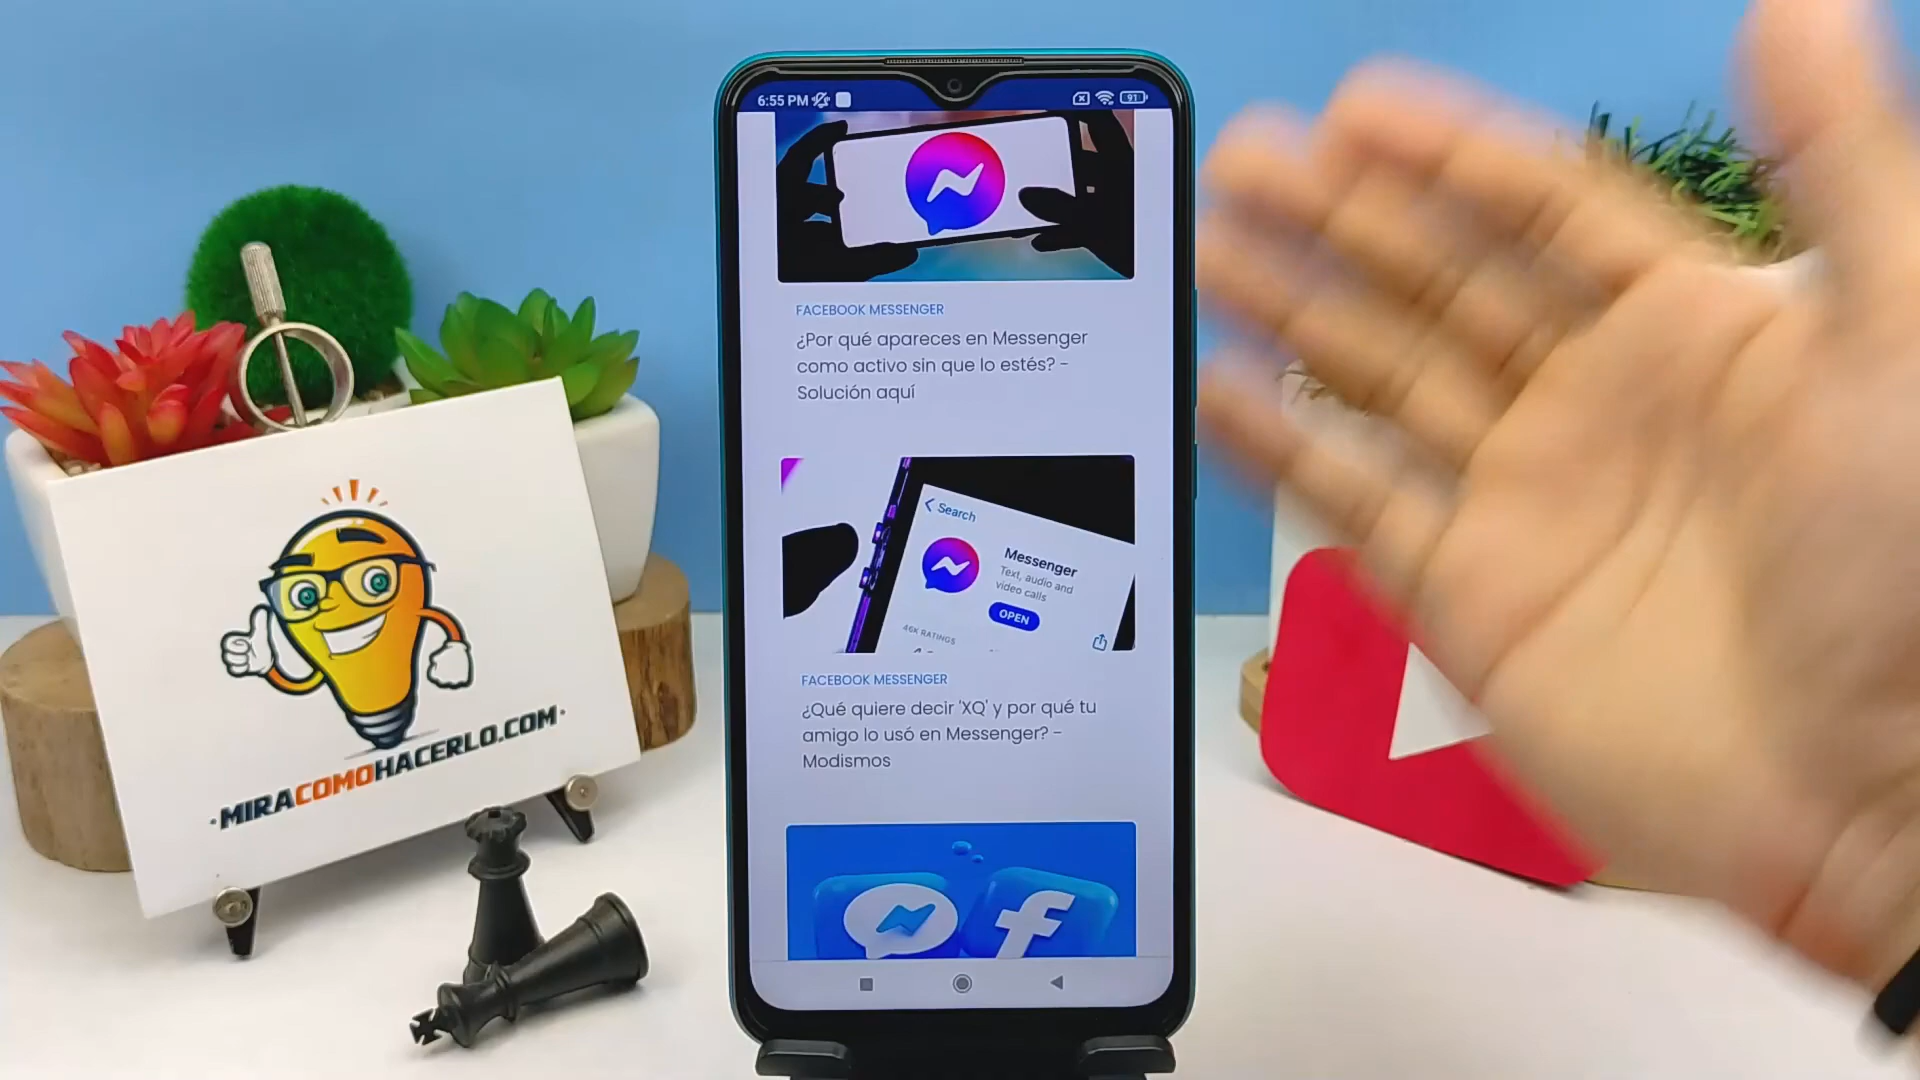 6:55 PM
91
FACEBOOK MESSENGER
¿Por qué apareces en Messenger
como activo sin que lo estés? -
Solución aquí
Search
Messenger
Text, audio and
video calls
OPEN
46K RATINGS
FACEBOOK MESSENGER
¿Qué quiere decir 'XQ' y por qué tu
amigo lo usó en Messenger? -
Modismos
f
·MIRACOMOHACERLO.COM·